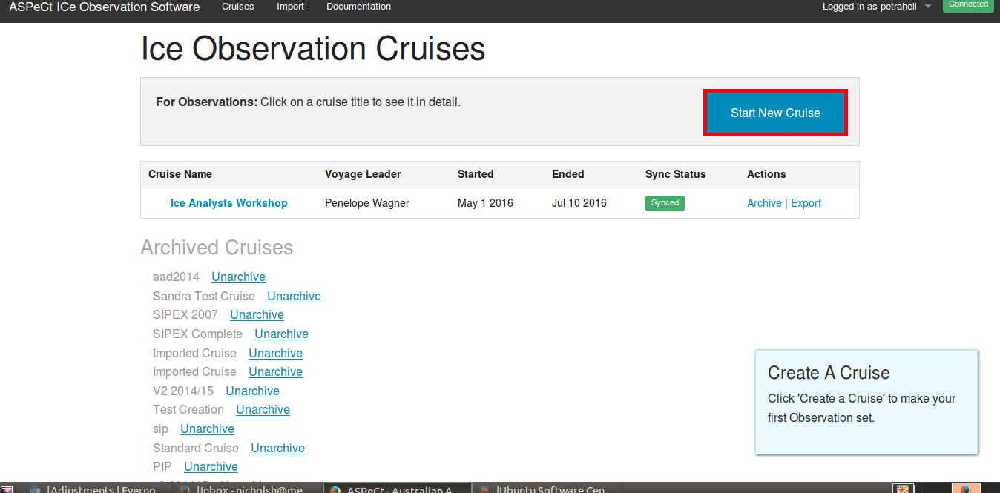 ASPeCt ICe Observation Software Cruises Import Documentation Logged in as petraheil Connected
Ice Observation Cruises
For Observations: Click on a cruise title to see it in detail.
Start New Cruise
Cruise Name Voyage Leader Started Ended Sync Status Actions
Ice Analysts Workshop Penelope Wagner May 1 2016 Jul 10 2016 Synced Archive | Export
Archived Cruises
aad2014 Unarchive
Sandra Test Cruise Unarchive
SIPEX 2007 Unarchive
SIPEX Complete Unarchive
Imported Cruise Unarchive
Imported Cruise Unarchive
V2 2014/15 Unarchive
Test Creation Unarchive
sip Unarchive
Standard Cruise Unarchive
PIP Unarchive
Create A Cruise
Click 'Create a Cruise' to make your
first Observation set.
[Adjustments | Everno... [Inbox - nicholsh@me... ASPeCt - Australian A... [Ubuntu Software Cen...